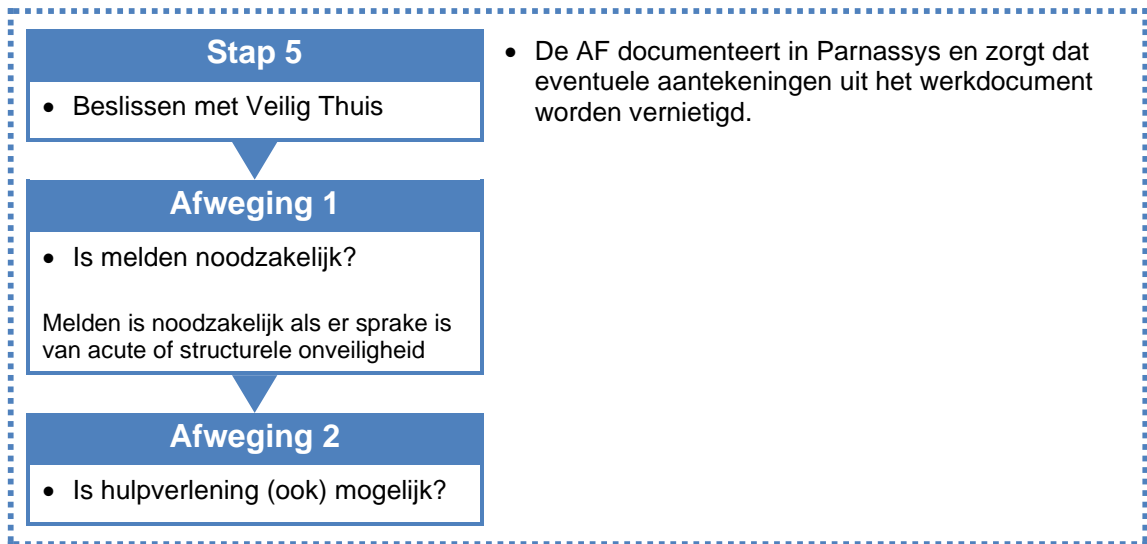 Stap 5
• Beslissen met Veilig Thuis
Afweging 1
• Is melden noodzakelijk?
Melden is noodzakelijk als er sprake is
van acute of structurele onveiligheid
Afweging 2
• Is hulpverlening (ook) mogelijk?
• De AF documenteert in Parnassys en zorgt dat
eventuele aantekeningen uit het werkdocument
worden vernietigd.